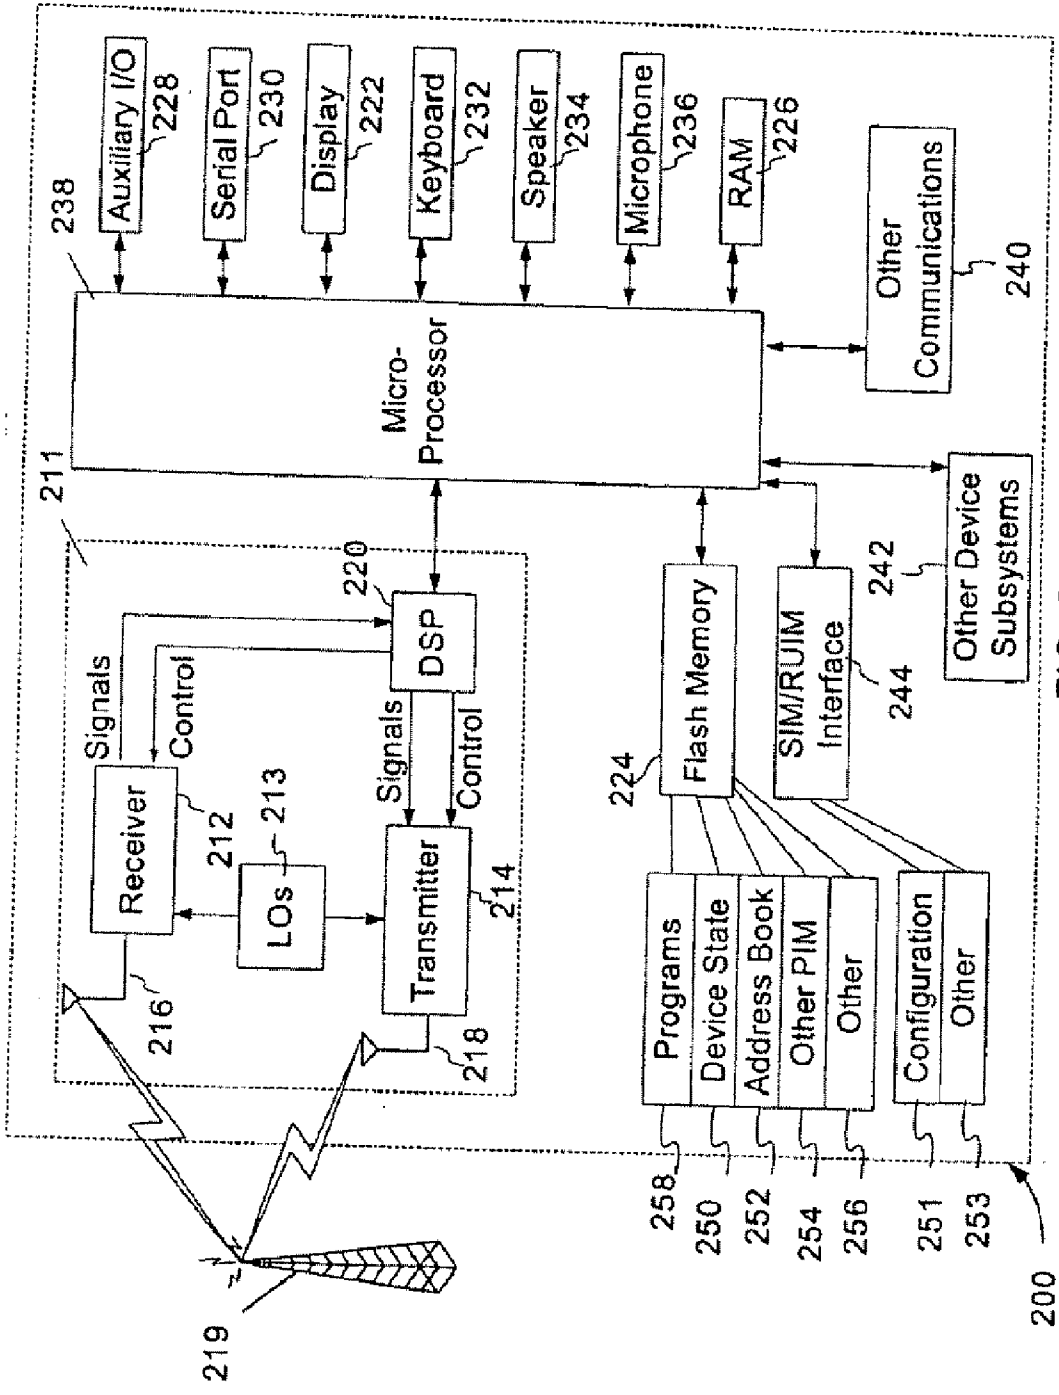 200
211
238
219
216
Receiver
212
Signals
Control
LOs
213
218
Transmitter
214
Signals
Control
DSP
220
Micro-
Processor
Auxiliary I/O
228
Serial Port
230
Display
222
Keyboard
232
Speaker
234
Microphone
236
RAM
226
Other
Communications
240
Other Device
Subsystems
242
Flash Memory
224
SIM/RUIM
Interface
244
258
Programs
250
Device State
252
Address Book
254
Other PIM
256
Other
251
Configuration
253
Other